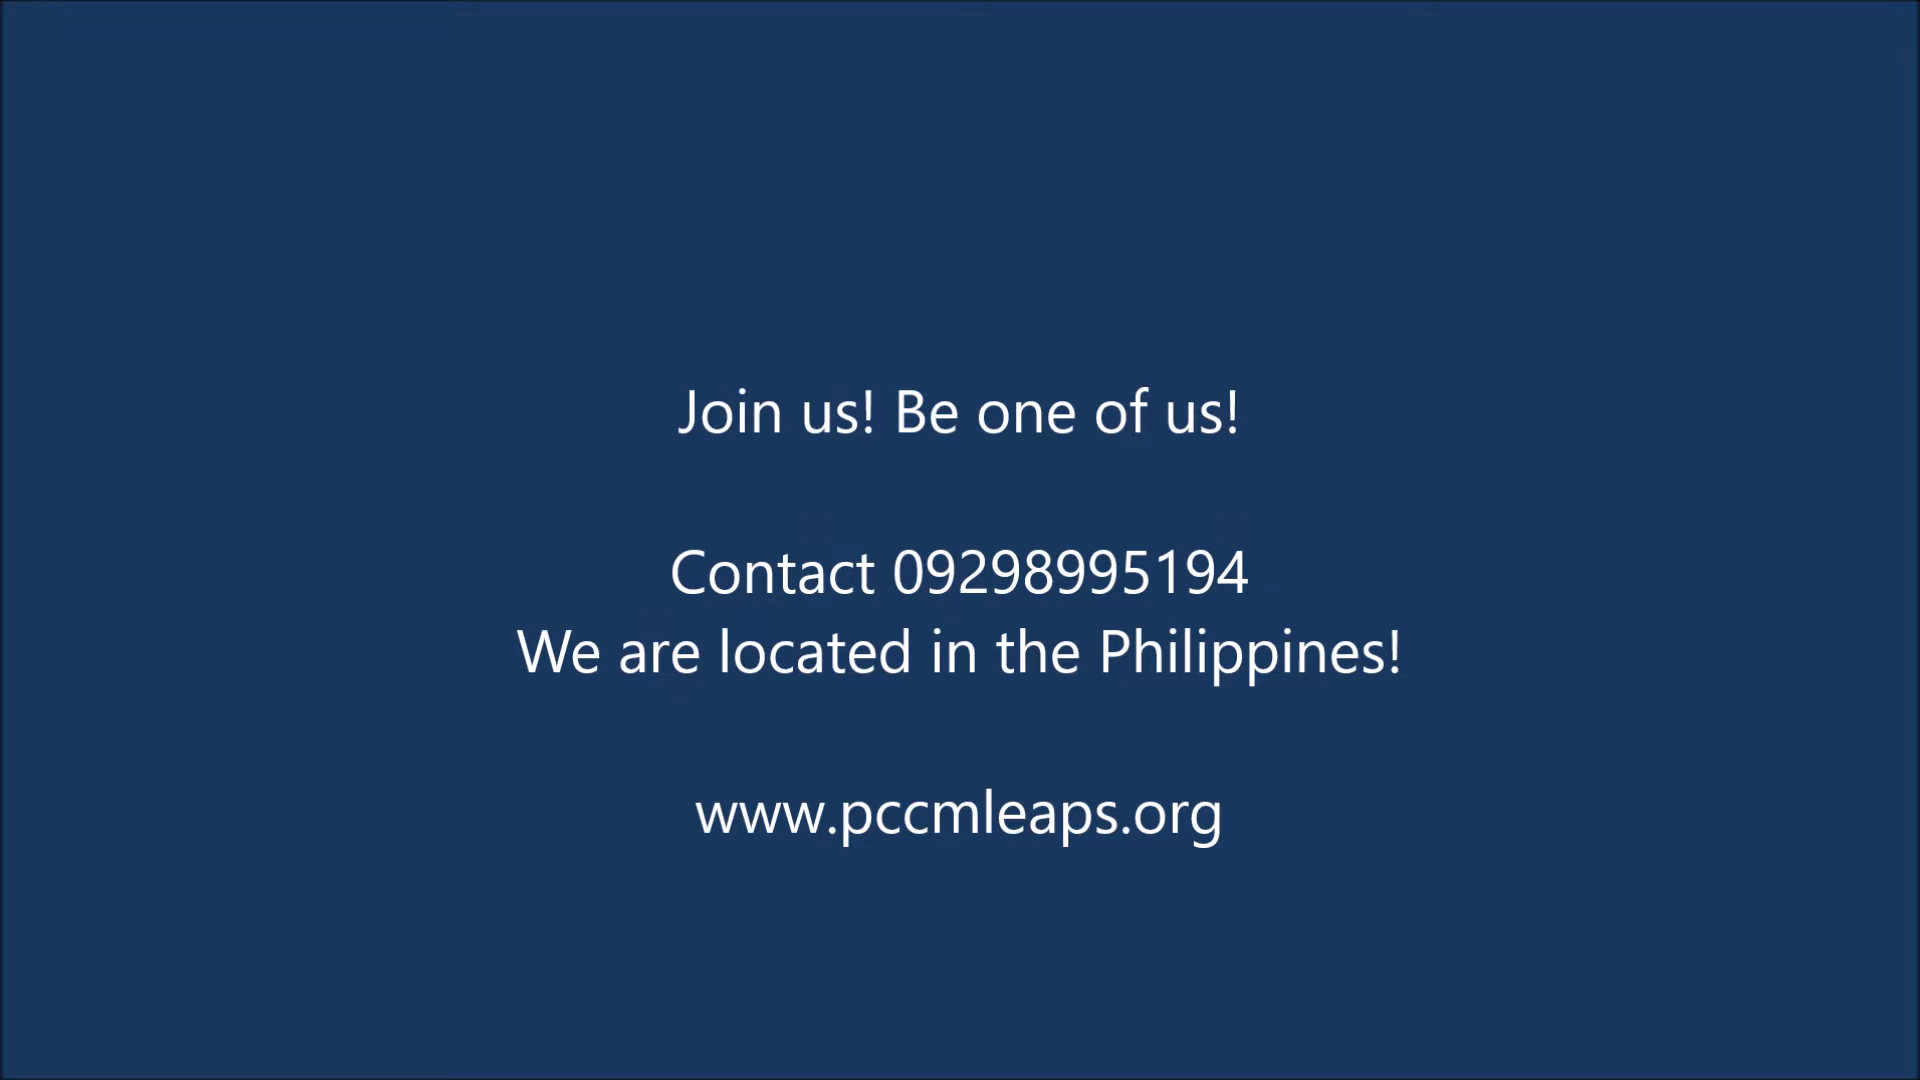 Join us! Be one of us!
Contact 09298995194
We are located in the Philippines!
www.pccmleaps.org